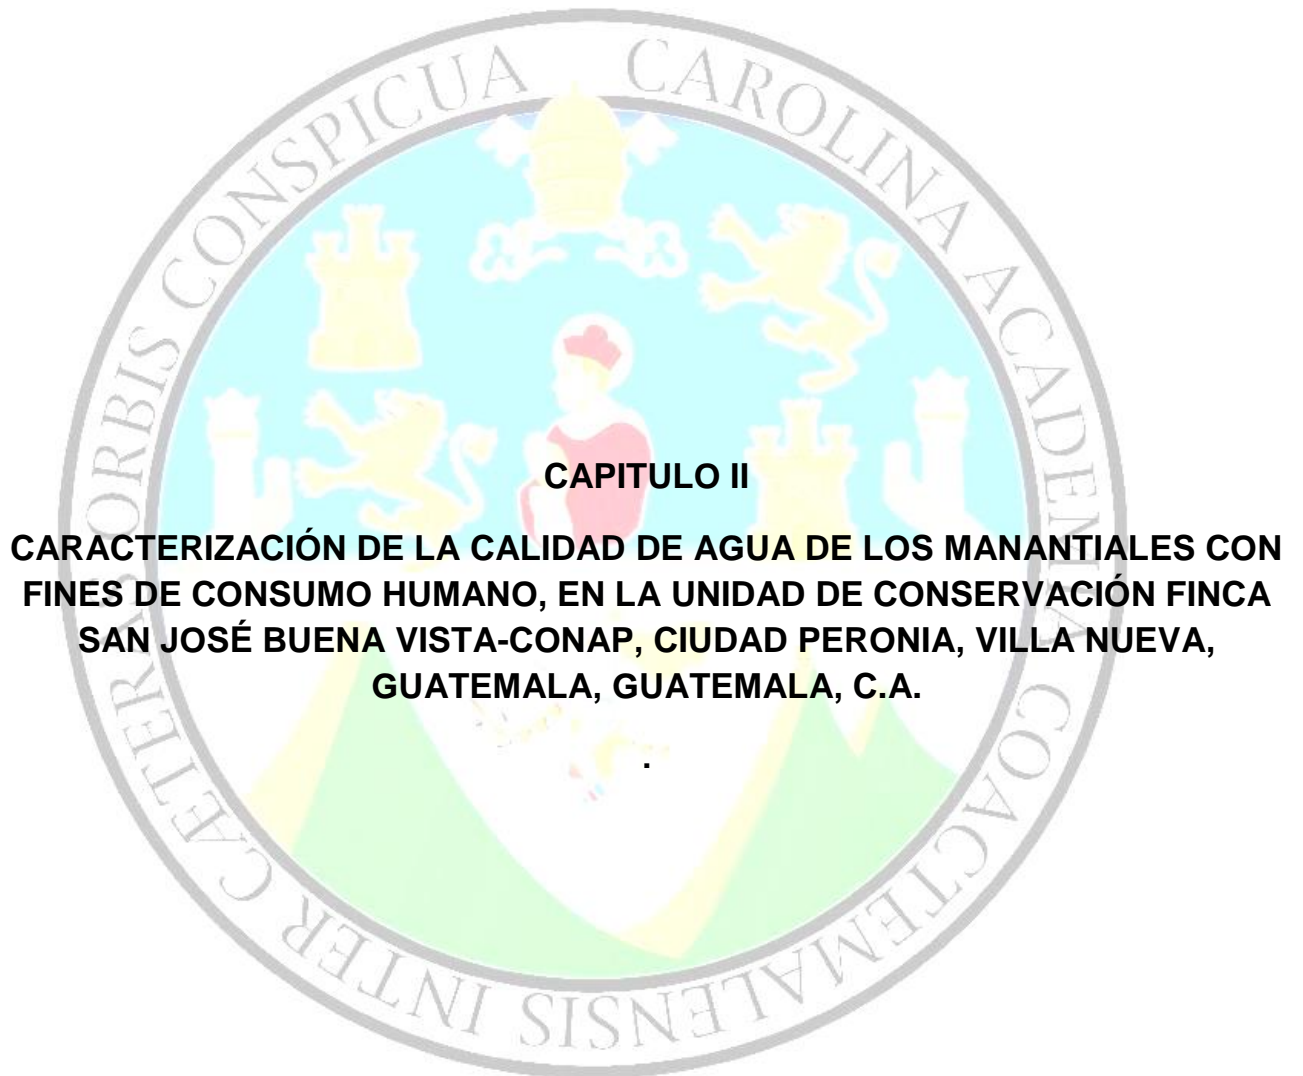 CAPITULO II
CARACTERIZACIÓN DE LA CALIDAD DE AGUA DE LOS MANANTIALES CON
FINES DE CONSUMO HUMANO, EN LA UNIDAD DE CONSERVACIÓN FINCA
SAN JOSÉ BUENA VISTA-CONAP, CIUDAD PERONIA, VILLA NUEVA,
GUATEMALA, GUATEMALA, C.A.
.
CÆTERAS ORBIS CONSPICUA CAROLINA ACADEMIA COACTEMALENSIS INTER